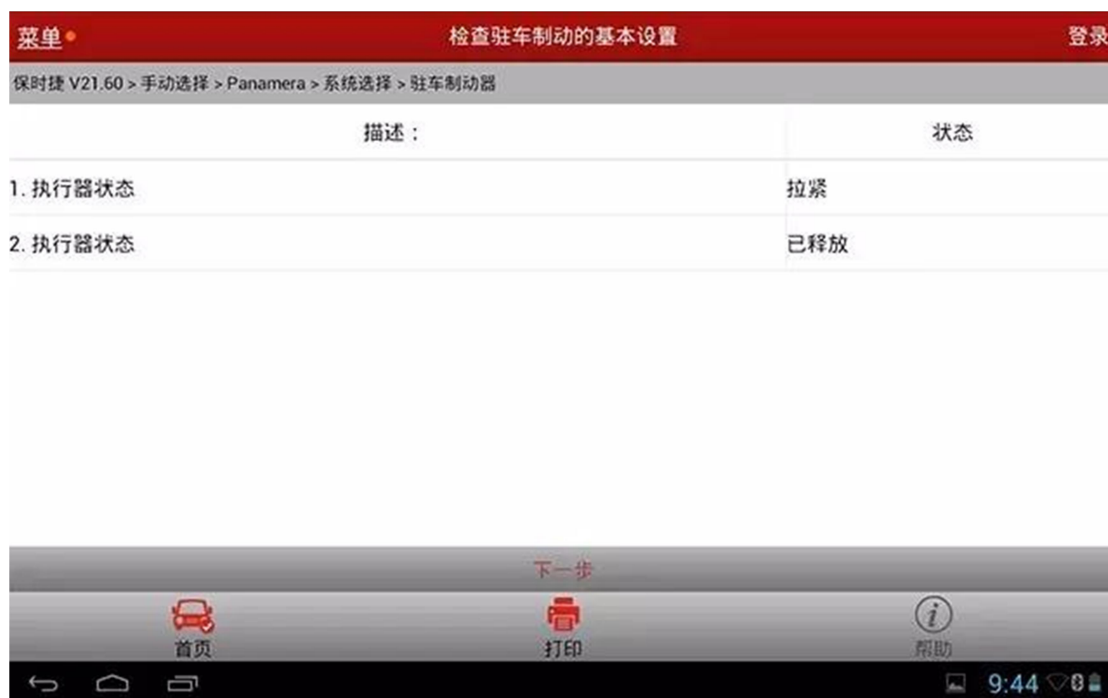 菜单
检查驻车制动的基本设置
登录
保时捷 V21.60 > 手动选择 > Panamera > 系统选择 > 驻车制动器
描述：
状态
1. 执行器状态
拉紧
2. 执行器状态
已释放
下一步
首页
打印
帮助
9:44